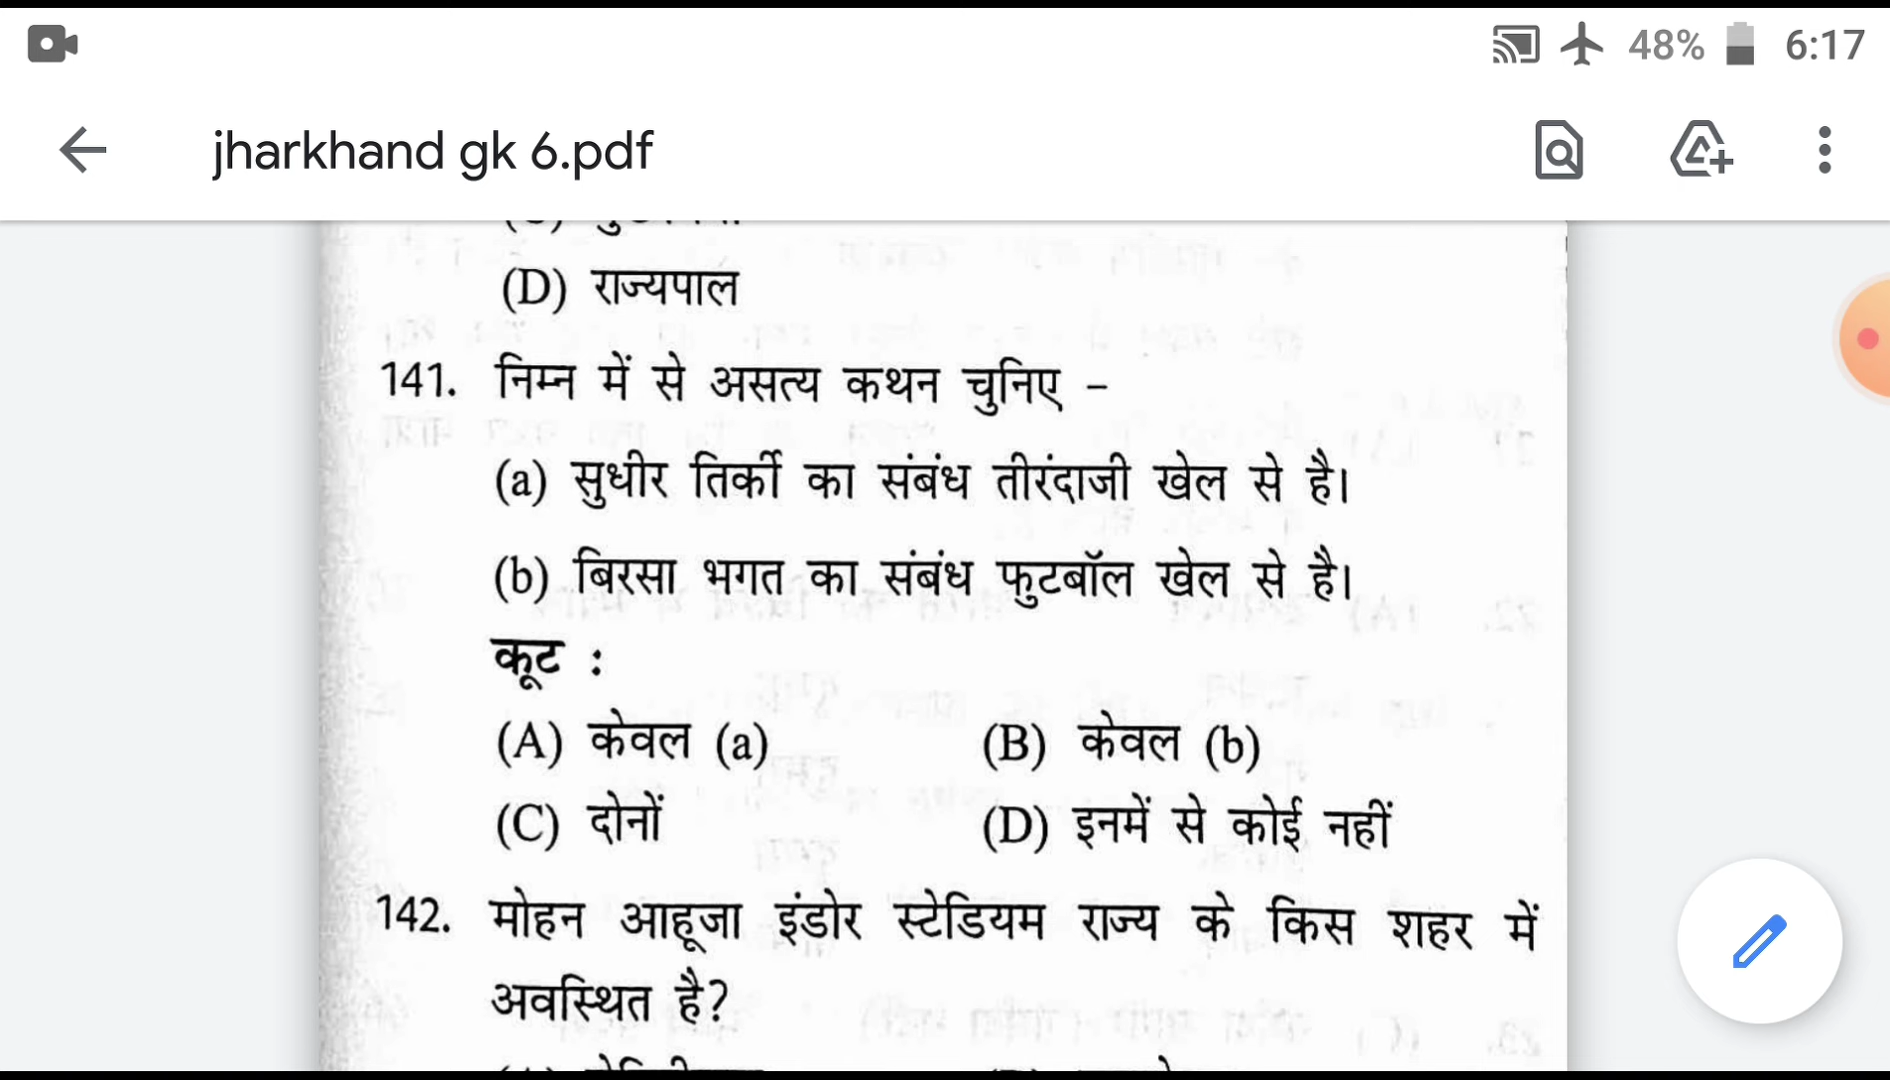 48% 6:17
jharkhand gk 6.pdf
(D) राज्यपाल
141. निम्न में से असत्य कथन चुनिए -
(a) सुधीर तिर्की का संबंध तीरंदाजी खेल से है।
(b) बिरसा भगत का संबंध फुटबॉल खेल से है।
कूट :
(A) केवल (a) (B) केवल (b)
(C) दोनों (D) इनमें से कोई नहीं
142. मोहन आहूजा इंडोर स्टेडियम राज्य के किस शहर में
अवस्थित है?